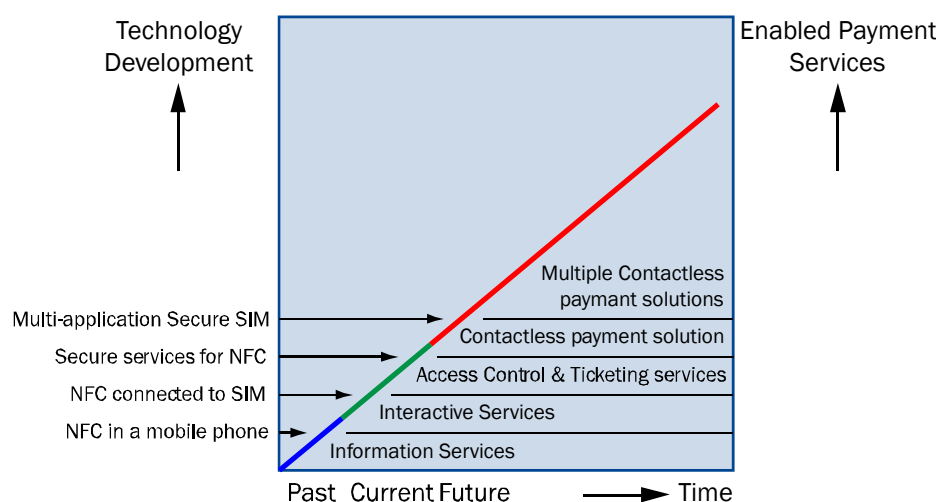 Technology
Development
Enabled Payment
Services
Multiple Contactless
paymant solutions
Multi-application Secure SIM
Contactless payment solution
Secure services for NFC
Access Control & Ticketing services
NFC connected to SIM
Interactive Services
NFC in a mobile phone
Information Services
Past Current Future Time